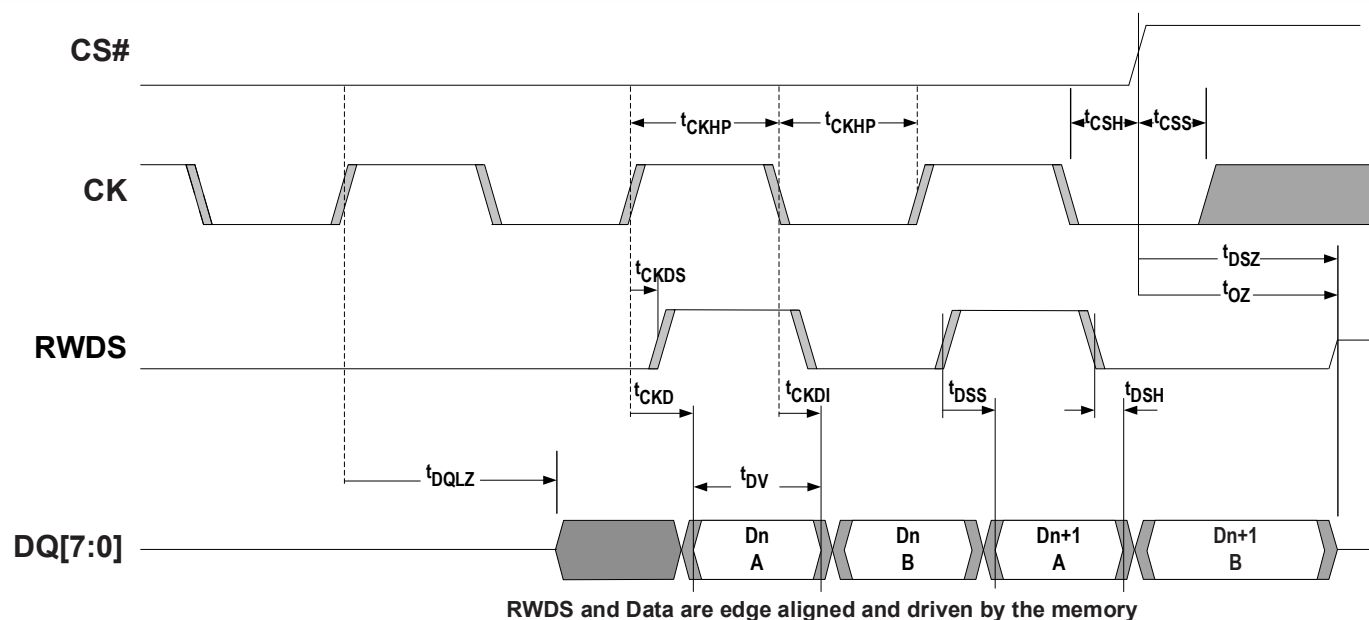 CS#
tCKHP
tCKHP
tCSH
tCSS
CK
tDSZ
tCKDS
tOZ
RWDS
tCKD
tCKDI
tDSS
tDSH
tDQLZ
tDV
DQ[7:0]
Dn
A
Dn
B
Dn+1
A
Dn+1
B
RWDS and Data are edge aligned and driven by the memory